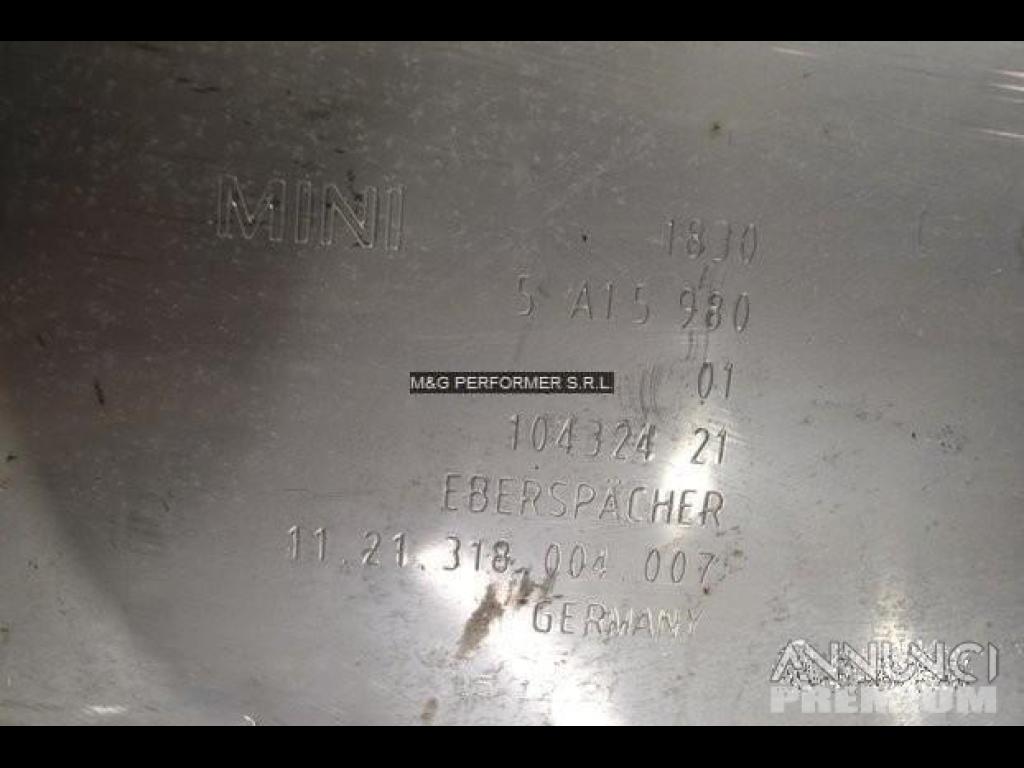 MINI
1830
5 A15 980
01
M&G PERFORMER S.R.L.
104324 21
EBERSPÄCHER
11.21.318.004.007
GERMANY
ANNUNCI
PREMIUM